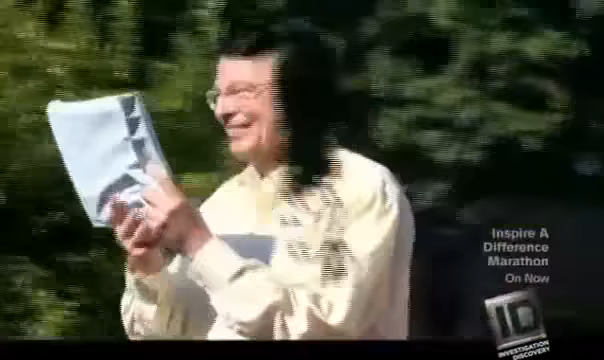 Inspire A
Difference
Marathon
On Now
ID
INVESTIGATION
DISCOVERY